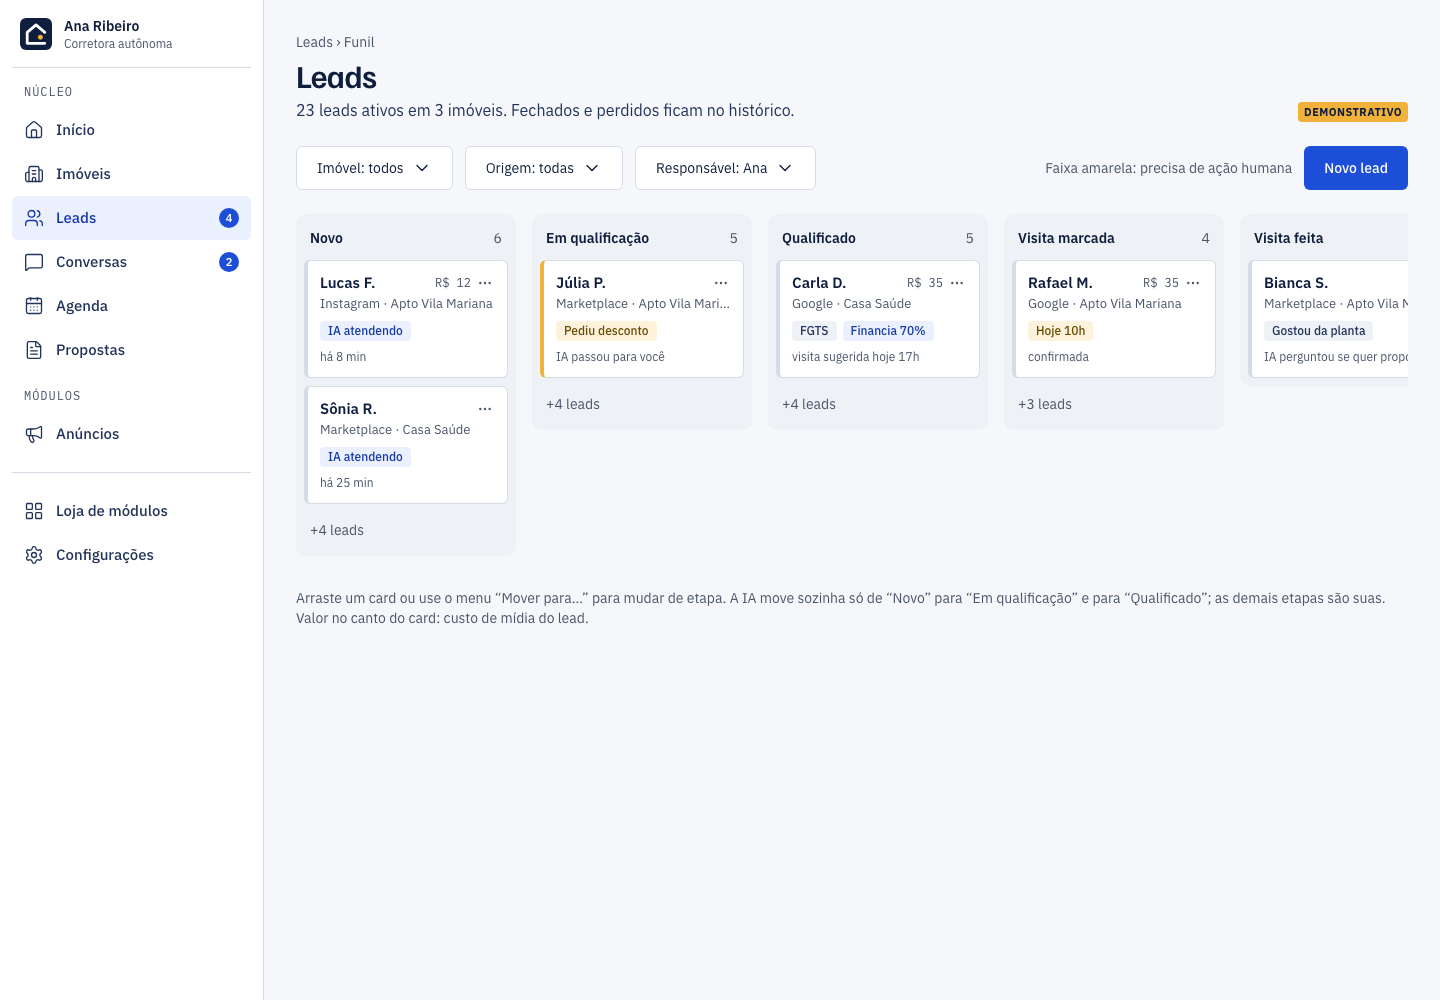 Ana Ribeiro
Corretora autônoma
NÚCLEO
Início
Imóveis
Leads 4
Conversas 2
Agenda
Propostas
MÓDULOS
Anúncios
Loja de módulos
Configurações
Leads › Funil
Leads
23 leads ativos em 3 imóveis. Fechados e perdidos ficam no histórico.
DEMONSTRATIVO
Imóvel: todos
Origem: todas
Responsável: Ana
Faixa amarela: precisa de ação humana
Novo lead
Novo 6
Lucas F. R$ 12 ···
Instagram · Apto Vila Mariana
IA atendendo
há 8 min
Sônia R. ···
Marketplace · Casa Saúde
IA atendendo
há 25 min
+4 leads
Em qualificação 5
Júlia P. ···
Marketplace · Apto Vila Mari...
Pediu desconto
IA passou para você
+4 leads
Qualificado 5
Carla D. R$ 35 ···
Google · Casa Saúde
FGTS Financia 70%
visita sugerida hoje 17h
+4 leads
Visita marcada 4
Rafael M. R$ 35 ···
Google · Apto Vila Mariana
Hoje 10h
confirmada
+3 leads
Visita feita
Bianca S.
Marketplace · Apto Vila M
Gostou da planta
IA perguntou se quer propo
Arraste um card ou use o menu “Mover para...” para mudar de etapa. A IA move sozinha só de “Novo” para “Em qualificação” e para “Qualificado”; as demais etapas são suas.
Valor no canto do card: custo de mídia do lead.